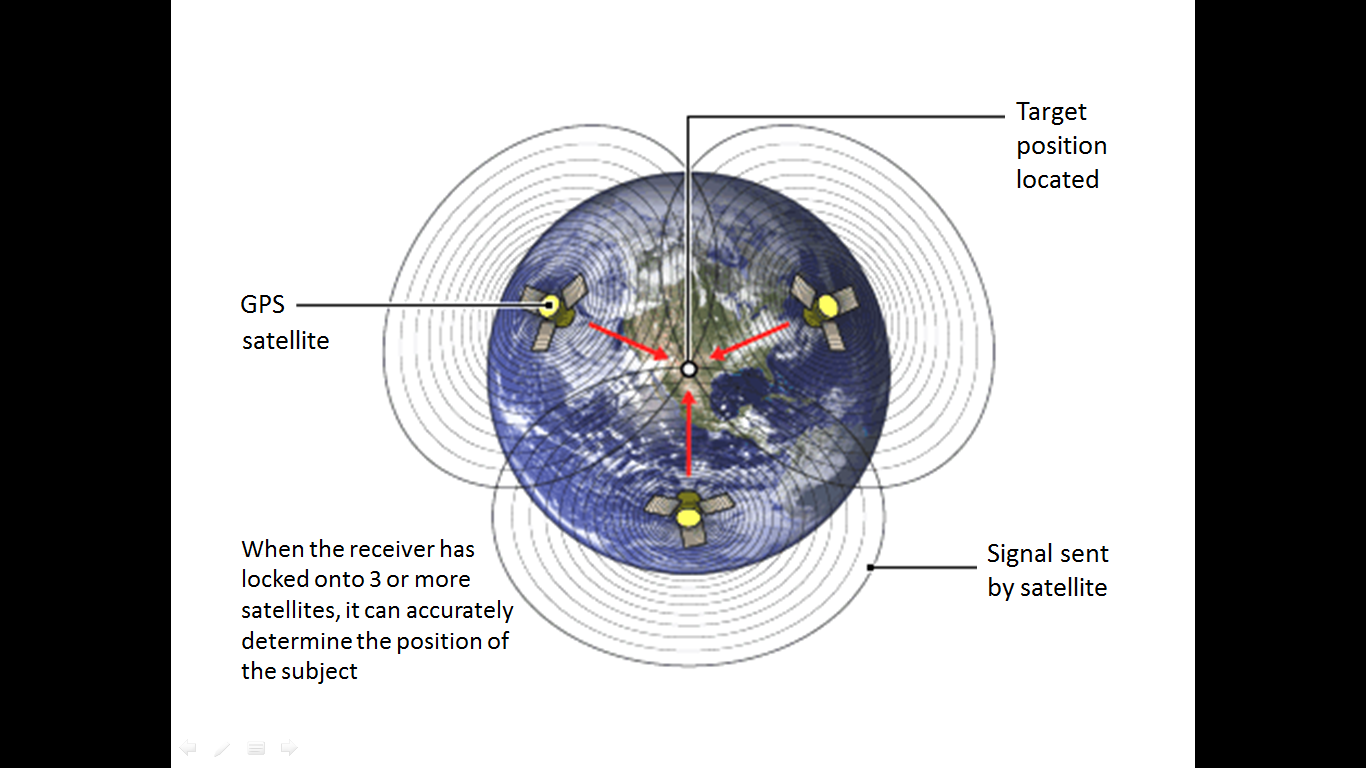 Target
position
located
GPS
satellite
When the receiver has
locked onto 3 or more
satellites, it can accurately
determine the position of
the subject
Signal sent
by satellite